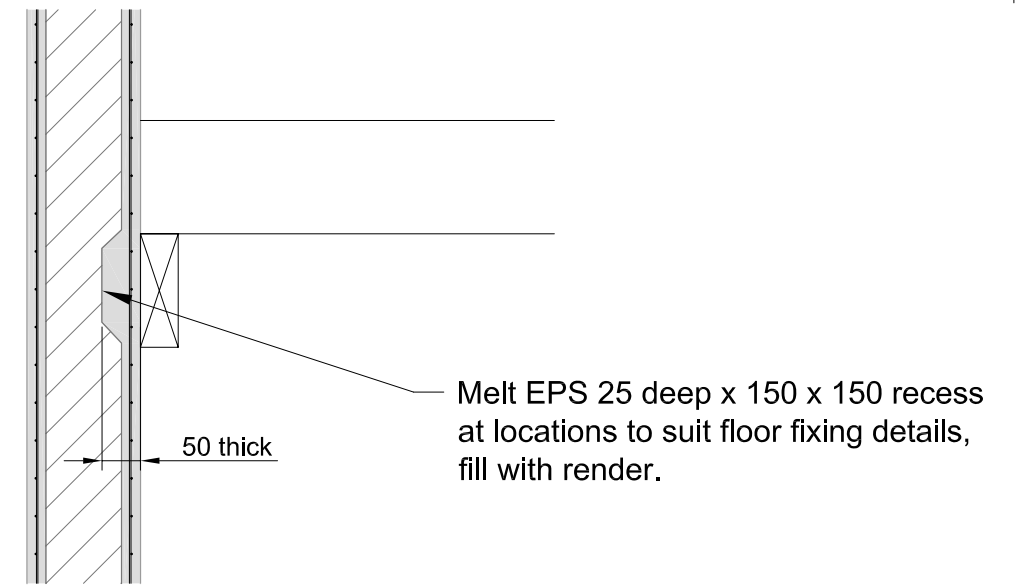 Melt EPS 25 deep x 150 x 150 recess
at locations to suit floor fixing details,
fill with render.
50 thick